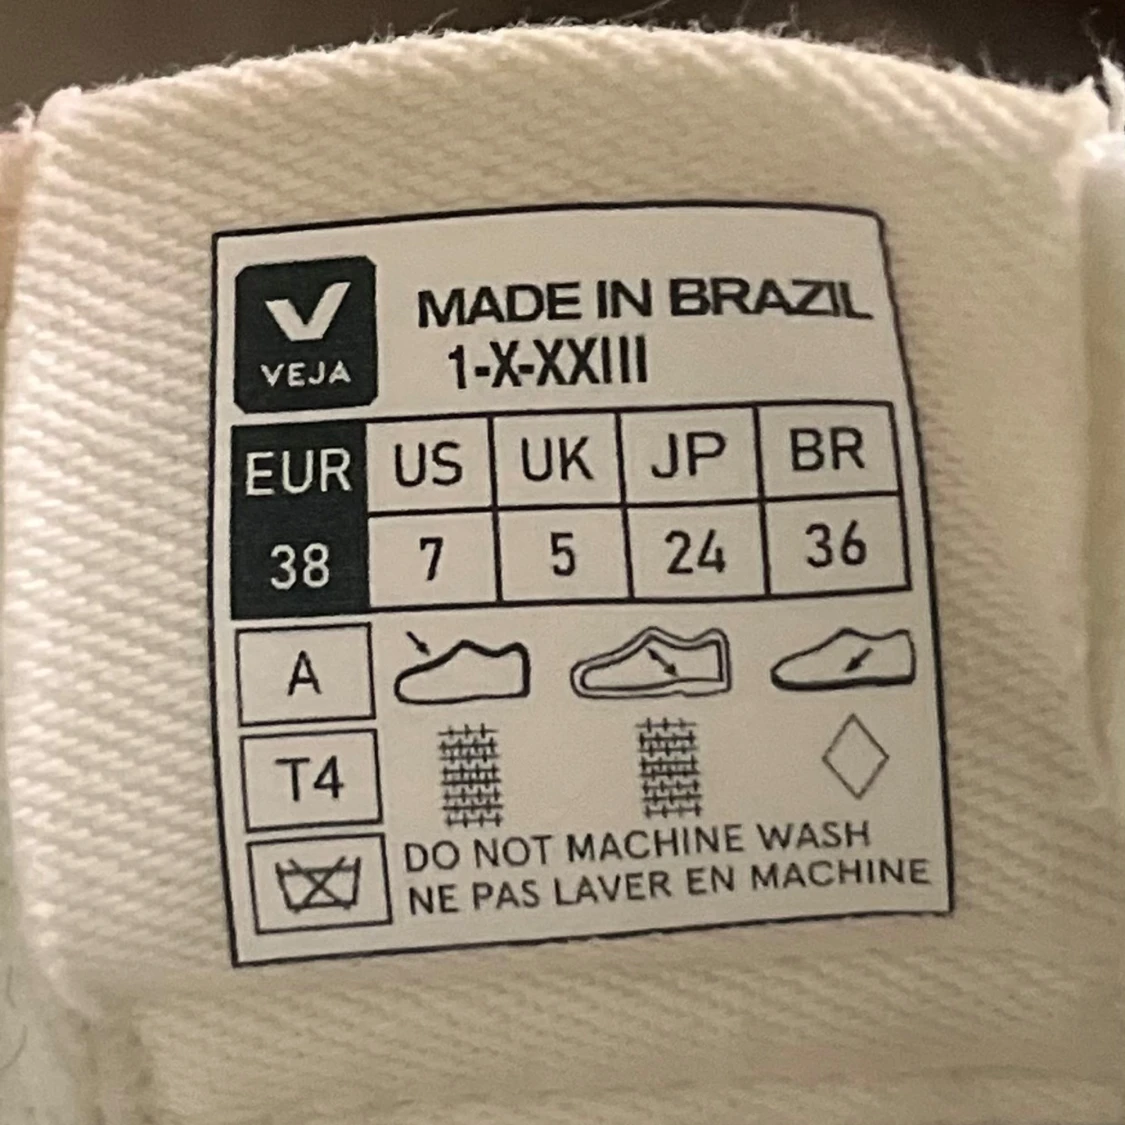 VEJA
MADE IN BRAZIL
1-X-XXIII
EUR US UK JP BR
38 7 5 24 36
A
T4
DO NOT MACHINE WASH
NE PAS LAVER EN MACHINE